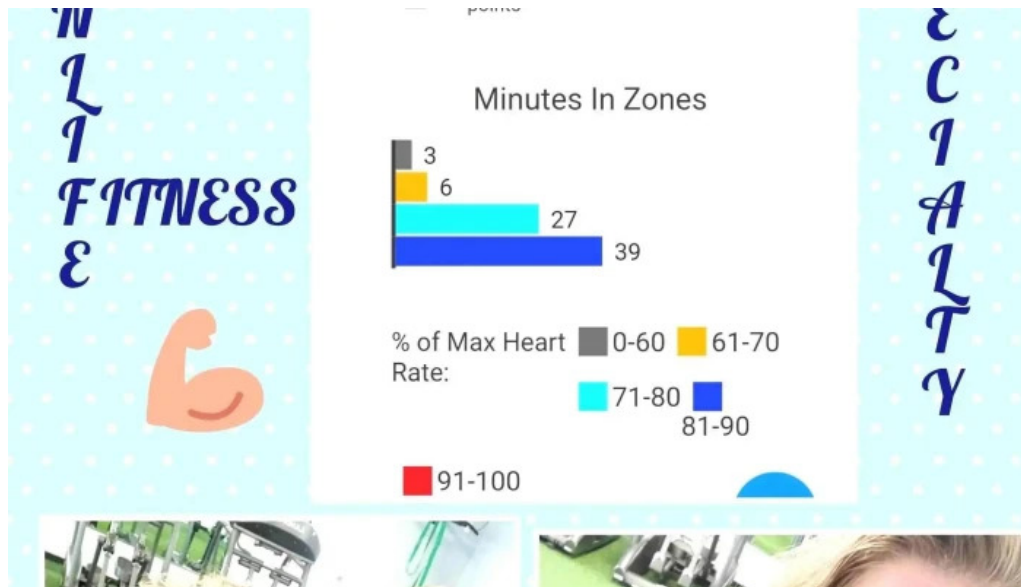 points
Minutes In Zones
3
6
27
39
% of Max Heart Rate:
0-60
61-70
71-80
81-90
91-100
N
L
I
F
E
FITNESS
E
C
I
A
L
T
Y